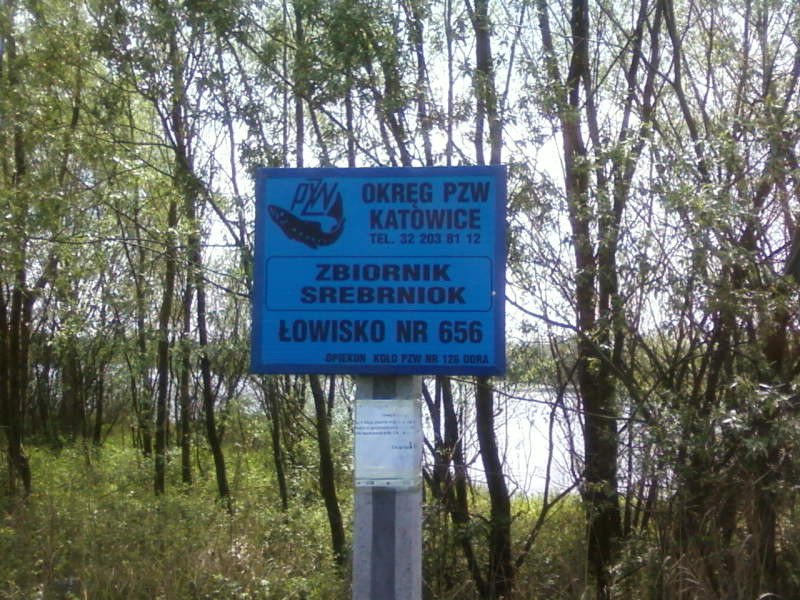 PZW
OKRĘG PZW
KATOWICE
TEL. 32 203 81 12
ZBIORNIK
SREBRNIOK
ŁOWISKO NR 656
OPIEKUN KOŁO PZW NR 126 ODRA